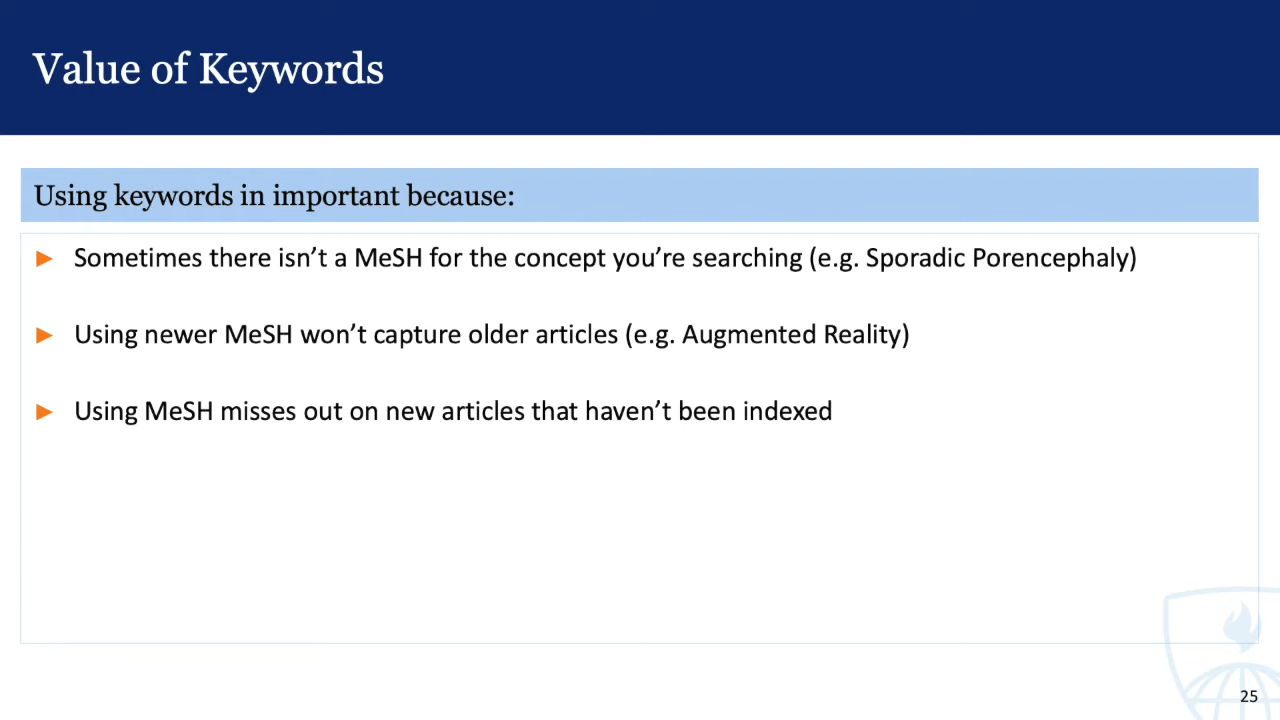 Value of Keywords
Using keywords in important because:
► Sometimes there isn’t a MeSH for the concept you’re searching (e.g. Sporadic Porencephaly)
► Using newer MeSH won’t capture older articles (e.g. Augmented Reality)
► Using MeSH misses out on new articles that haven’t been indexed
25